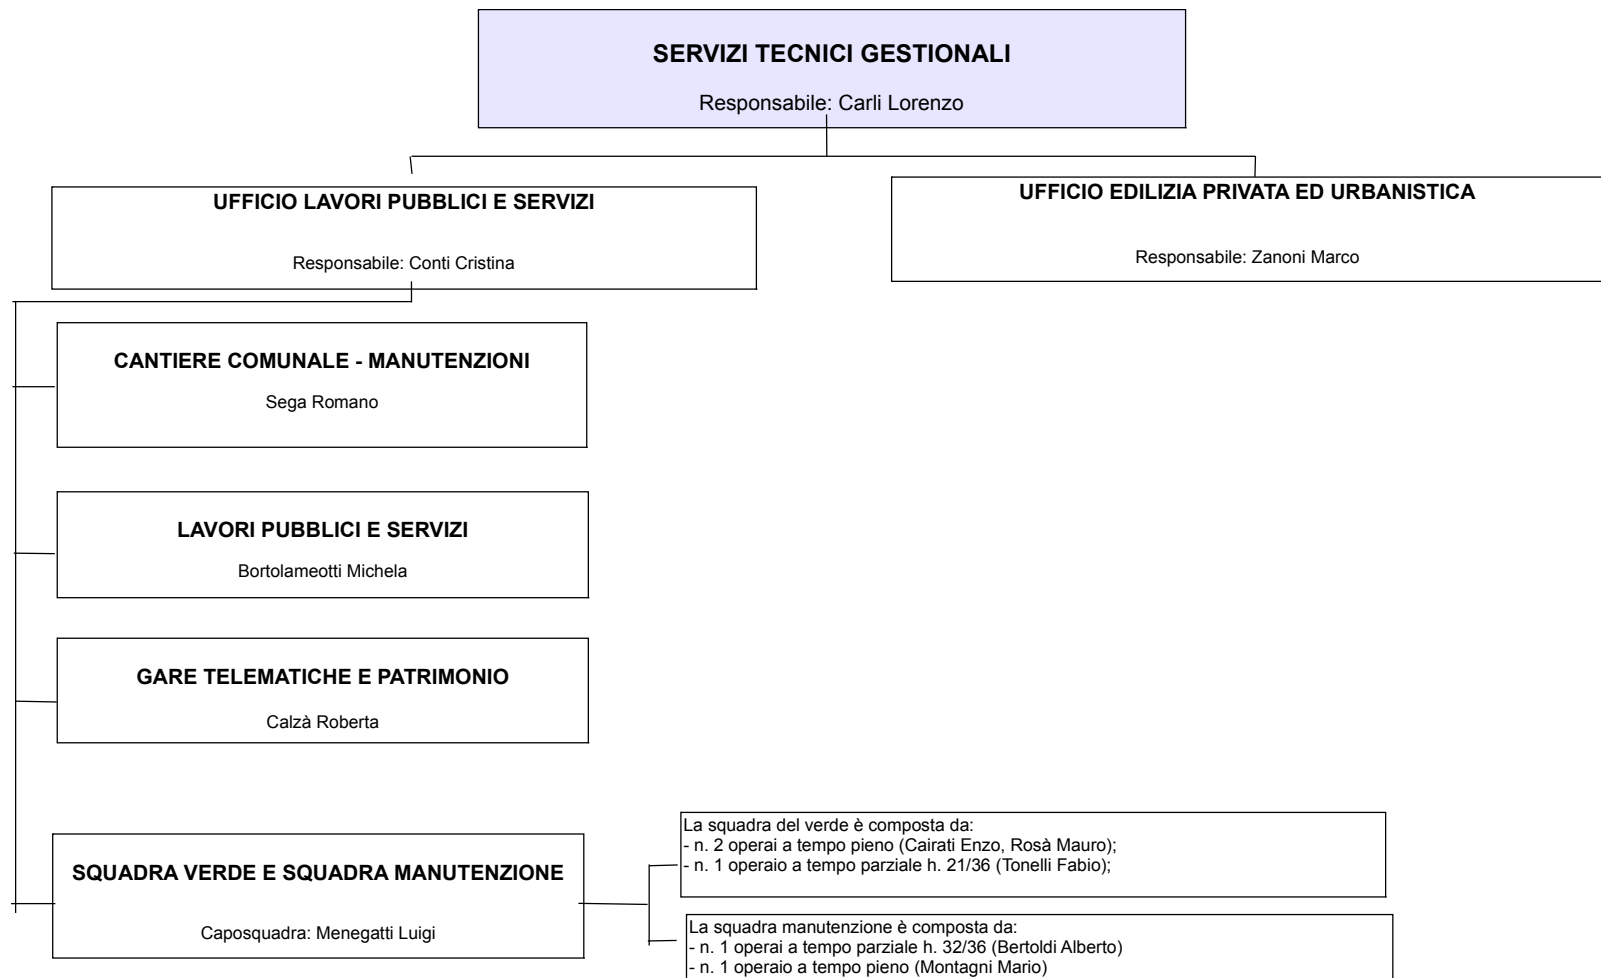 SERVIZI TECNICI GESTIONALI
Responsabile: Carli Lorenzo
UFFICIO LAVORI PUBBLICI E SERVIZI
Responsabile: Conti Cristina
UFFICIO EDILIZIA PRIVATA ED URBANISTICA
Responsabile: Zanoni Marco
CANTIERE COMUNALE - MANUTENZIONI
Sega Romano
LAVORI PUBBLICI E SERVIZI
Bortolameotti Michela
GARE TELEMATICHE E PATRIMONIO
Calzà Roberta
SQUADRA VERDE E SQUADRA MANUTENZIONE
Caposquadra: Menegatti Luigi
La squadra del verde è composta da:
- n. 2 operai a tempo pieno (Cairati Enzo, Rosà Mauro);
- n. 1 operaio a tempo parziale h. 21/36 (Tonelli Fabio);
La squadra manutenzione è composta da:
- n. 1 operai a tempo parziale h. 32/36 (Bertoldi Alberto)
- n. 1 operaio a tempo pieno (Montagni Mario)